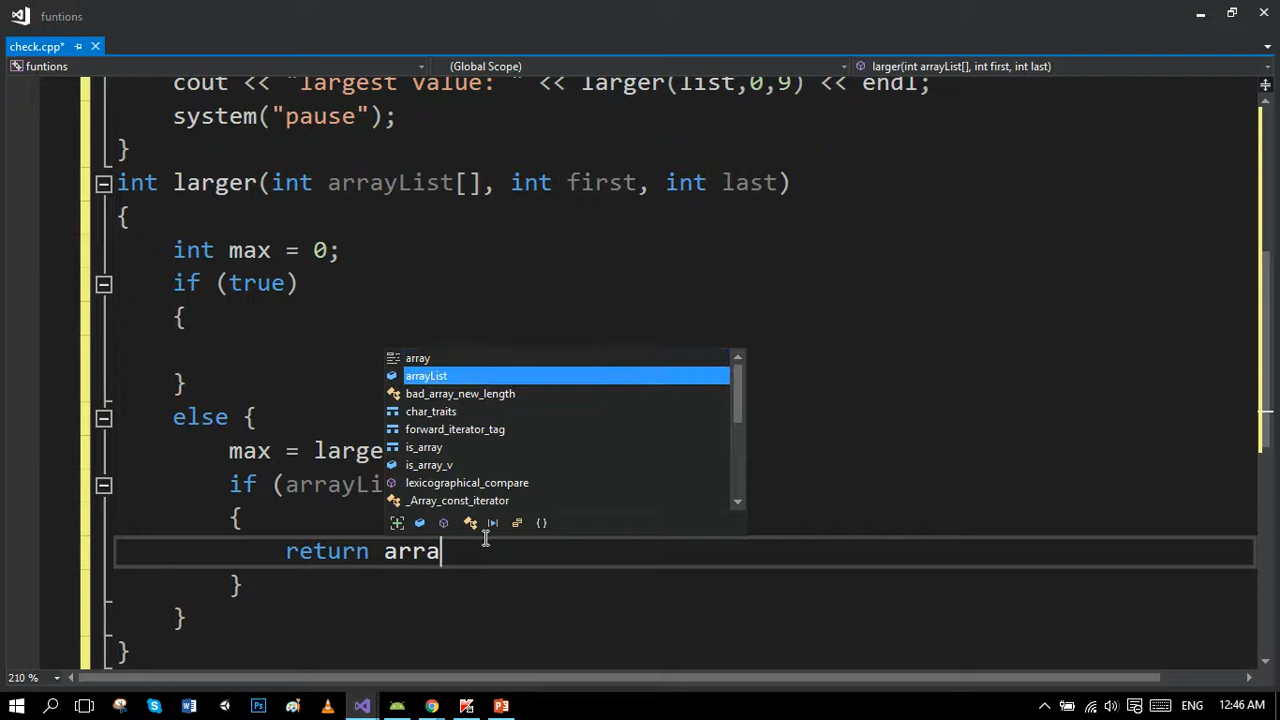 funtions
check.cpp*
funtions (Global Scope) larger(int arrayList[], int first, int last)
cout << "largest value: " << larger(list,0,9) << endl;
system("pause");
}
int larger(int arrayList[], int first, int last)
{
int max = 0;
if (true)
{
array
}
arrayList
bad_array_new_length
else {
char_traits
forward_iterator_tag
max = large
is_array
is_array_v
if (arrayLi
lexicographical_compare
_Array_const_iterator
{
{ }
return arra
}
}
}
210 %
ENG 12:46 AM